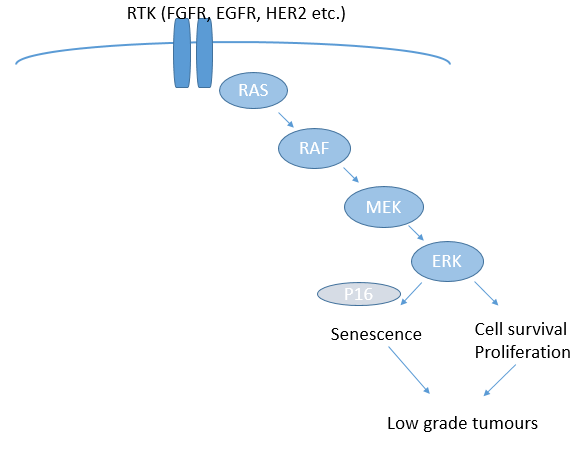 RTK (FGFR, EGFR, HER2 etc.)
RAS
RAF
MEK
ERK
P16
Senescence
Cell survival
Proliferation
Low grade tumours